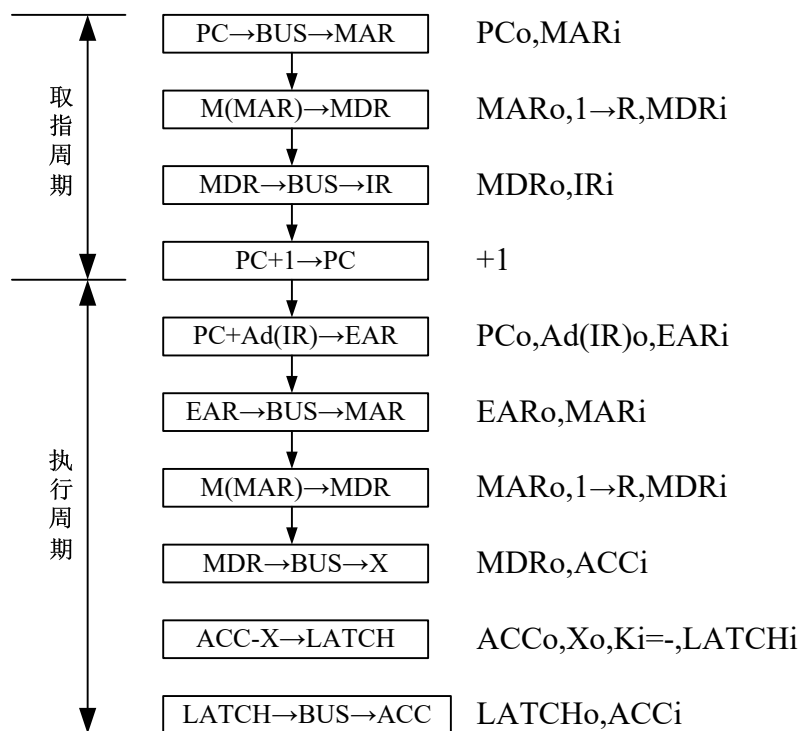 PC→BUS→MAR PCo,MARi
M(MAR)→MDR MARo,1→R,MDRi
取指周期
MDR→BUS→IR MDRo,IRi
PC+1→PC +1
PC+Ad(IR)→EAR PCo,Ad(IR)o,EARi
EAR→BUS→MAR EARo,MARi
执行周期
M(MAR)→MDR MARo,1→R,MDRi
MDR→BUS→X MDRo,ACCi
ACC-X→LATCH ACCo,Xo,Ki=-,LATCHi
LATCH→BUS→ACC LATCHo,ACCi